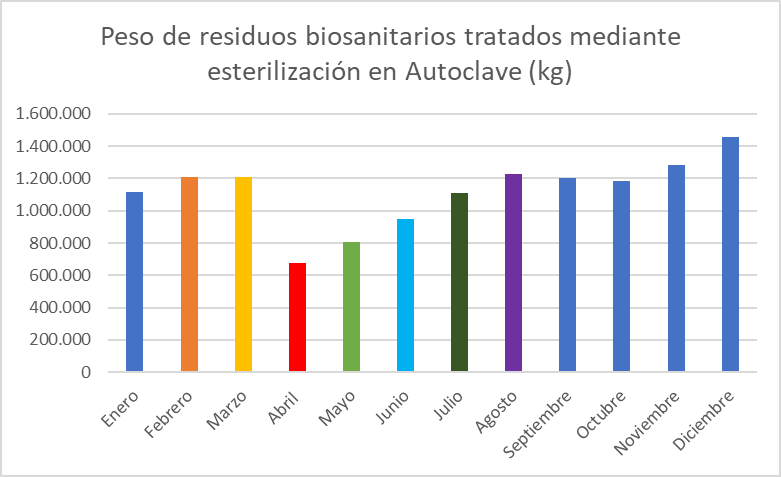 Peso de residuos biosanitarios tratados mediante
esterilización en Autoclave (kg)
1.600.000
1.400.000
1.200.000
1.000.000
800.000
600.000
400.000
200.000
0
Enero
Febrero
Marzo
Abril
Mayo
Junio
Julio
Agosto
Septiembre
Octubre
Noviembre
Diciembre